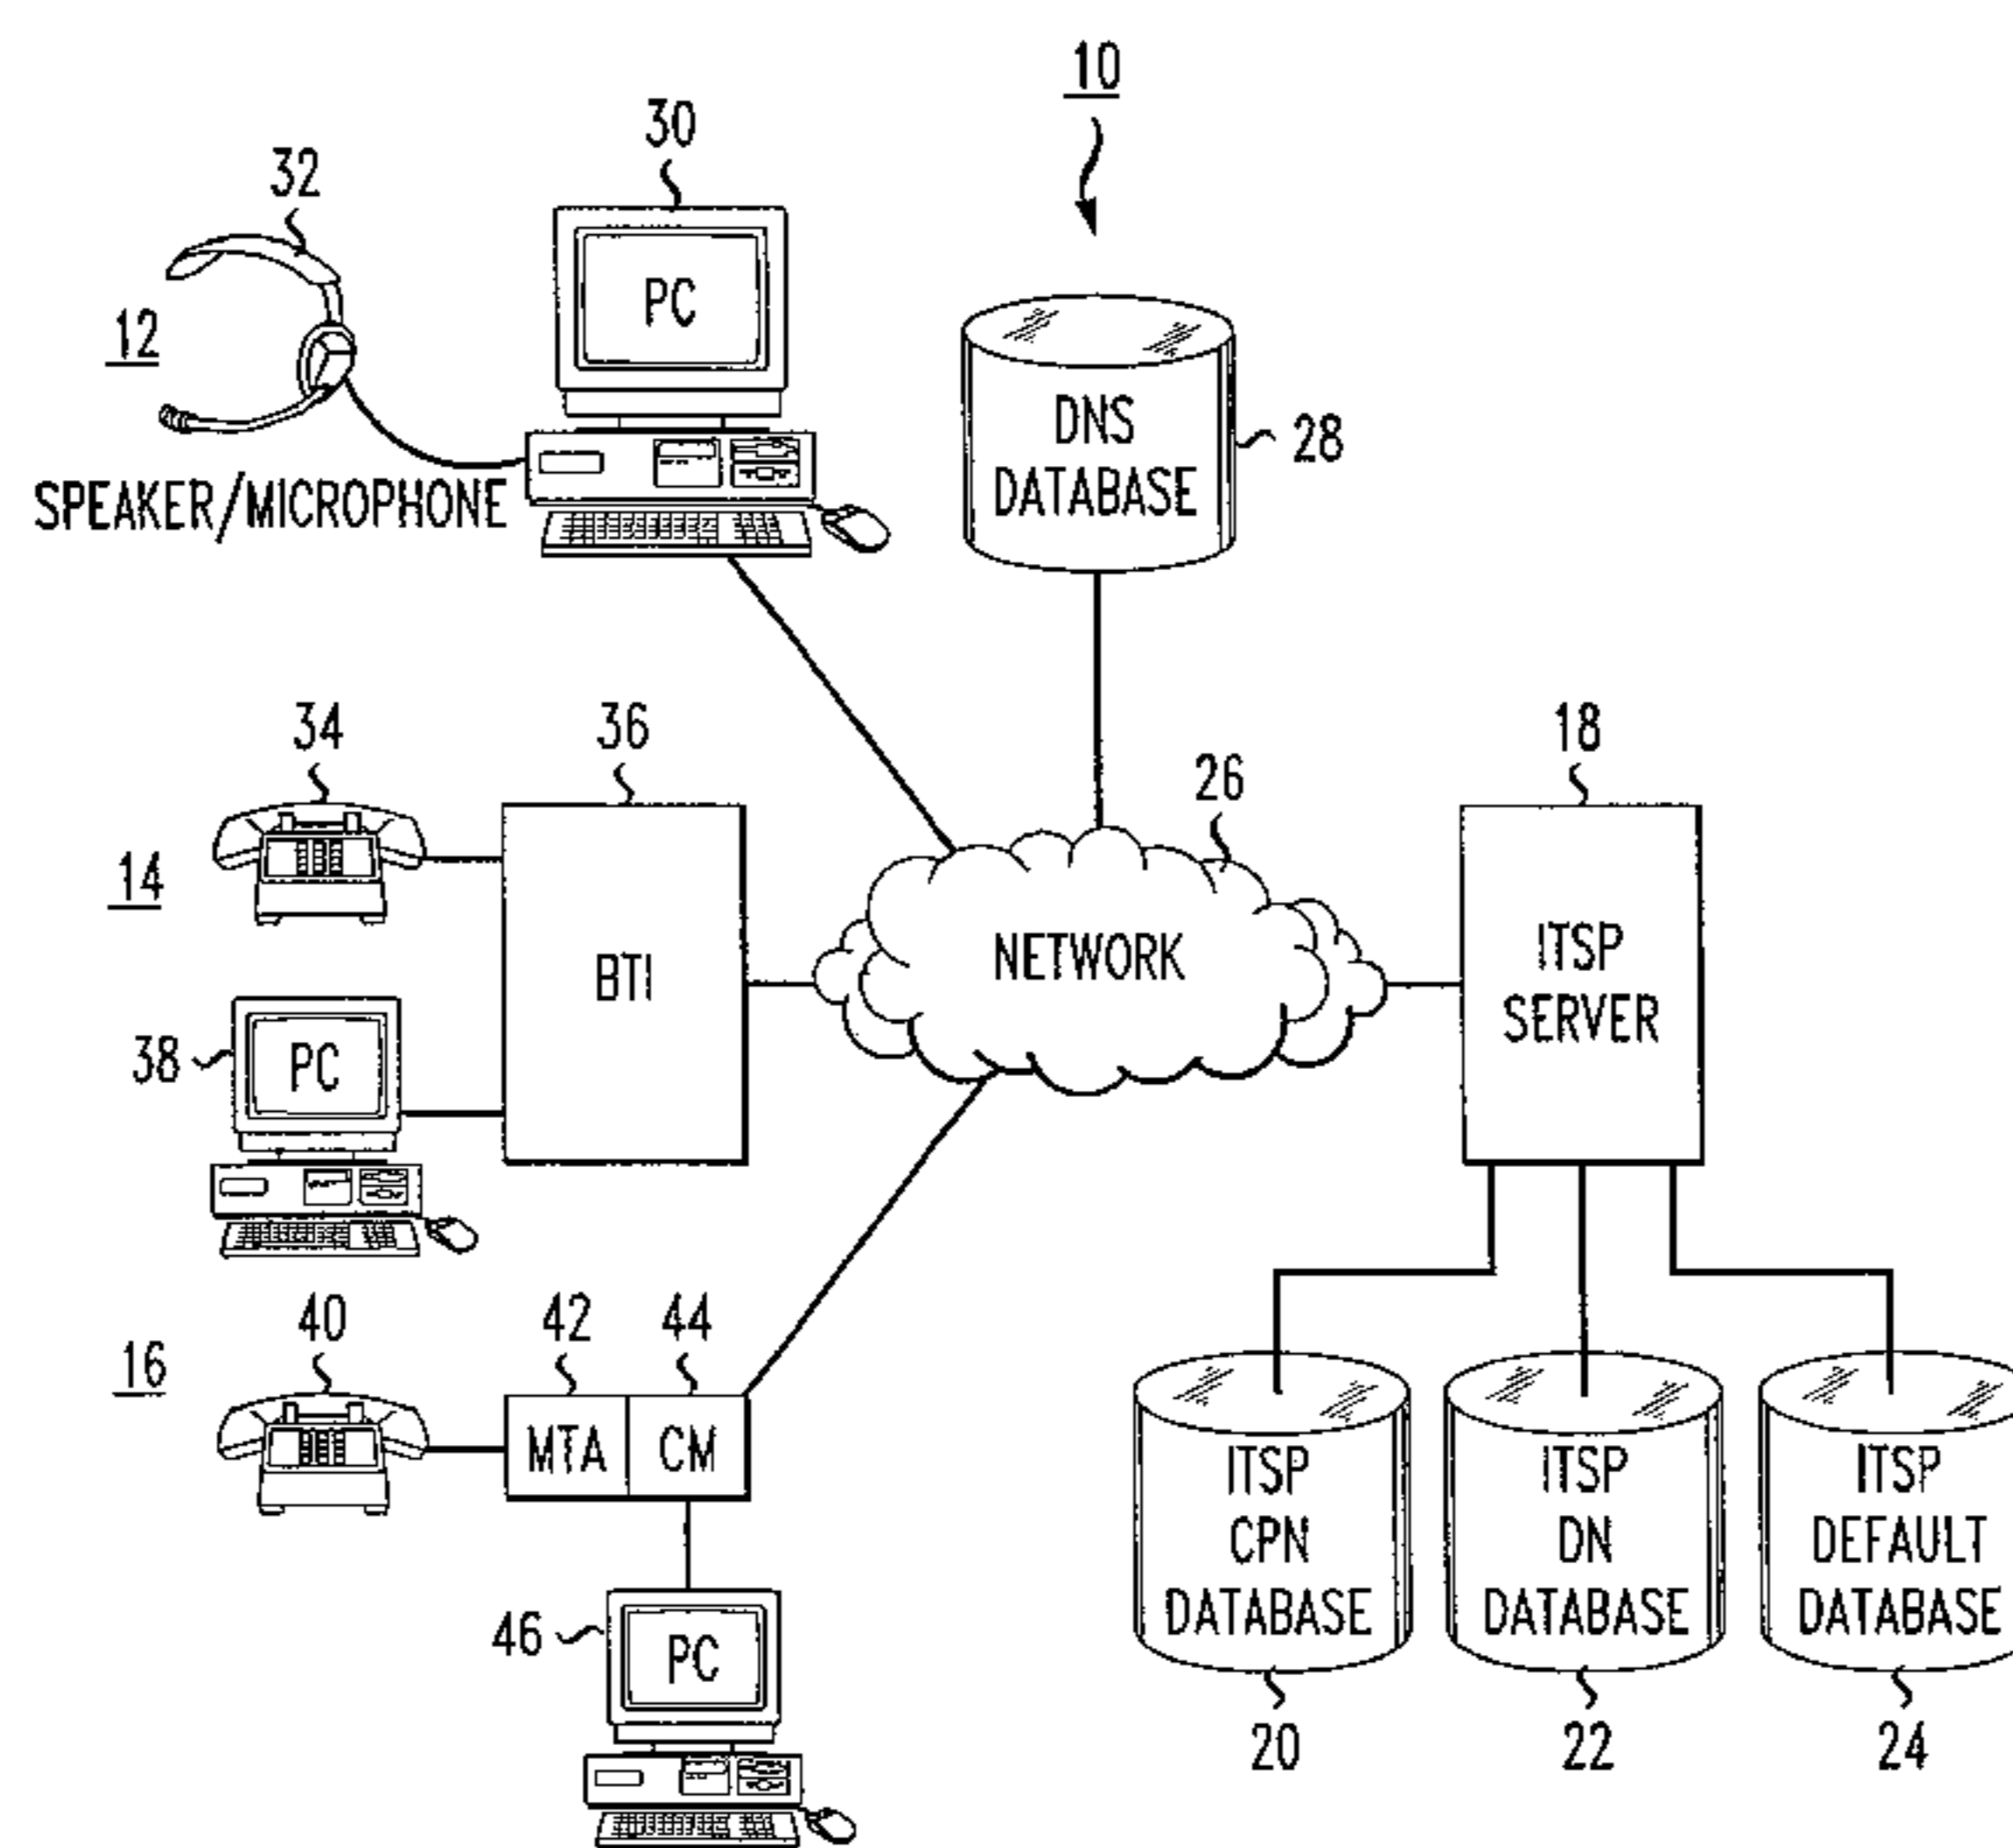 10
30
32
PC
12
DNS
DATABASE
28
SPEAKER/MICROPHONE
34
36
18
26
14
BTI
NETWORK
ITSP
SERVER
38
PC
40
42
44
16
MTA
CM
ITSP
CPN
DATABASE
ITSP
DN
DATABASE
ITSP
DEFAULT
DATABASE
46
PC
20
22
24